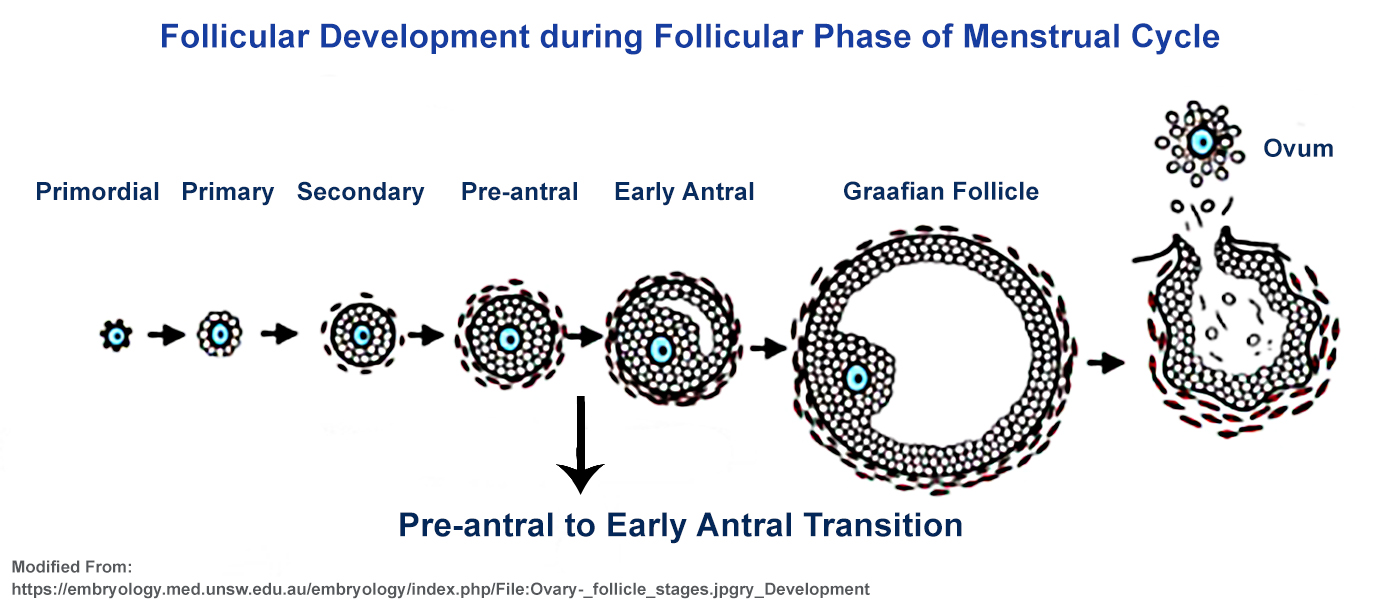 Follicular Development during Follicular Phase of Menstrual Cycle
Ovum
Primordial Primary Secondary Pre-antral Early Antral Graafian Follicle
Pre-antral to Early Antral Transition
Modified From:
https://embryology.med.unsw.edu.au/embryology/index.php/File:Ovary-_follicle_stages.jpgry_Development